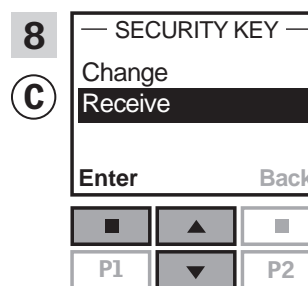 8
— SECURITY KEY —
C
Change
Receive
Enter Back
P1 P2